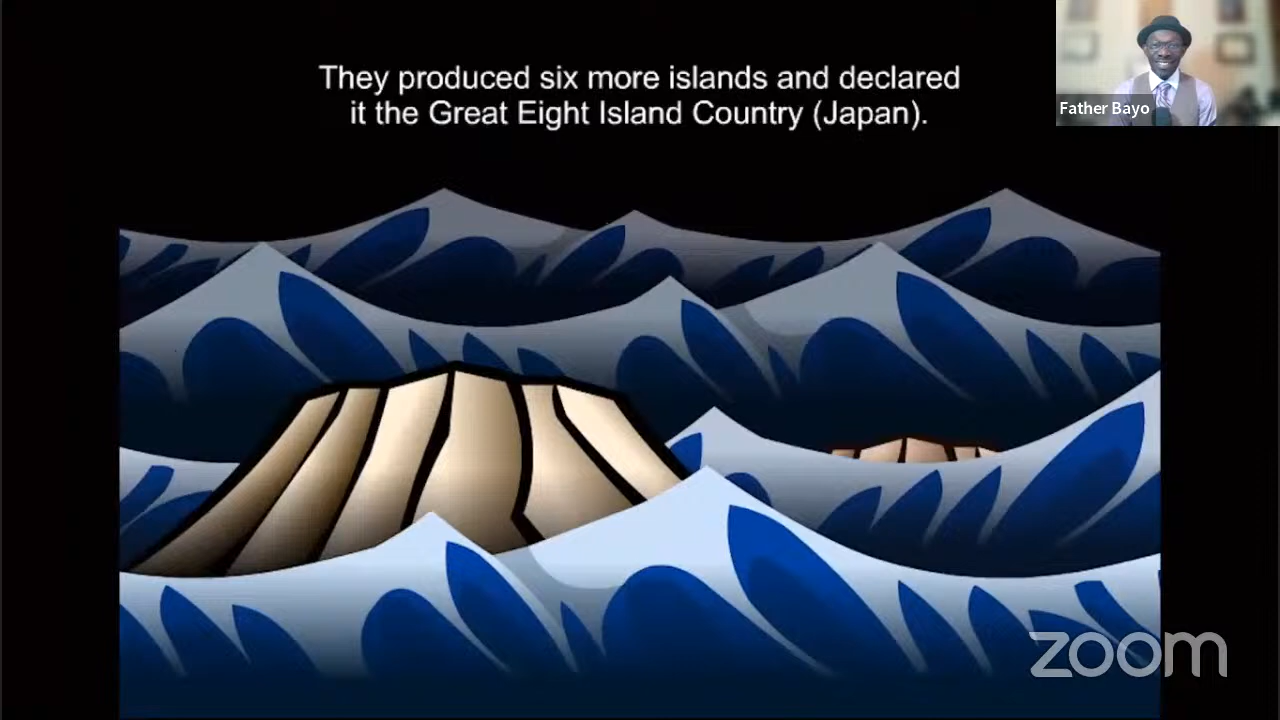 They produced six more islands and declared
it the Great Eight Island Country (Japan).
Father Bayo
zoom